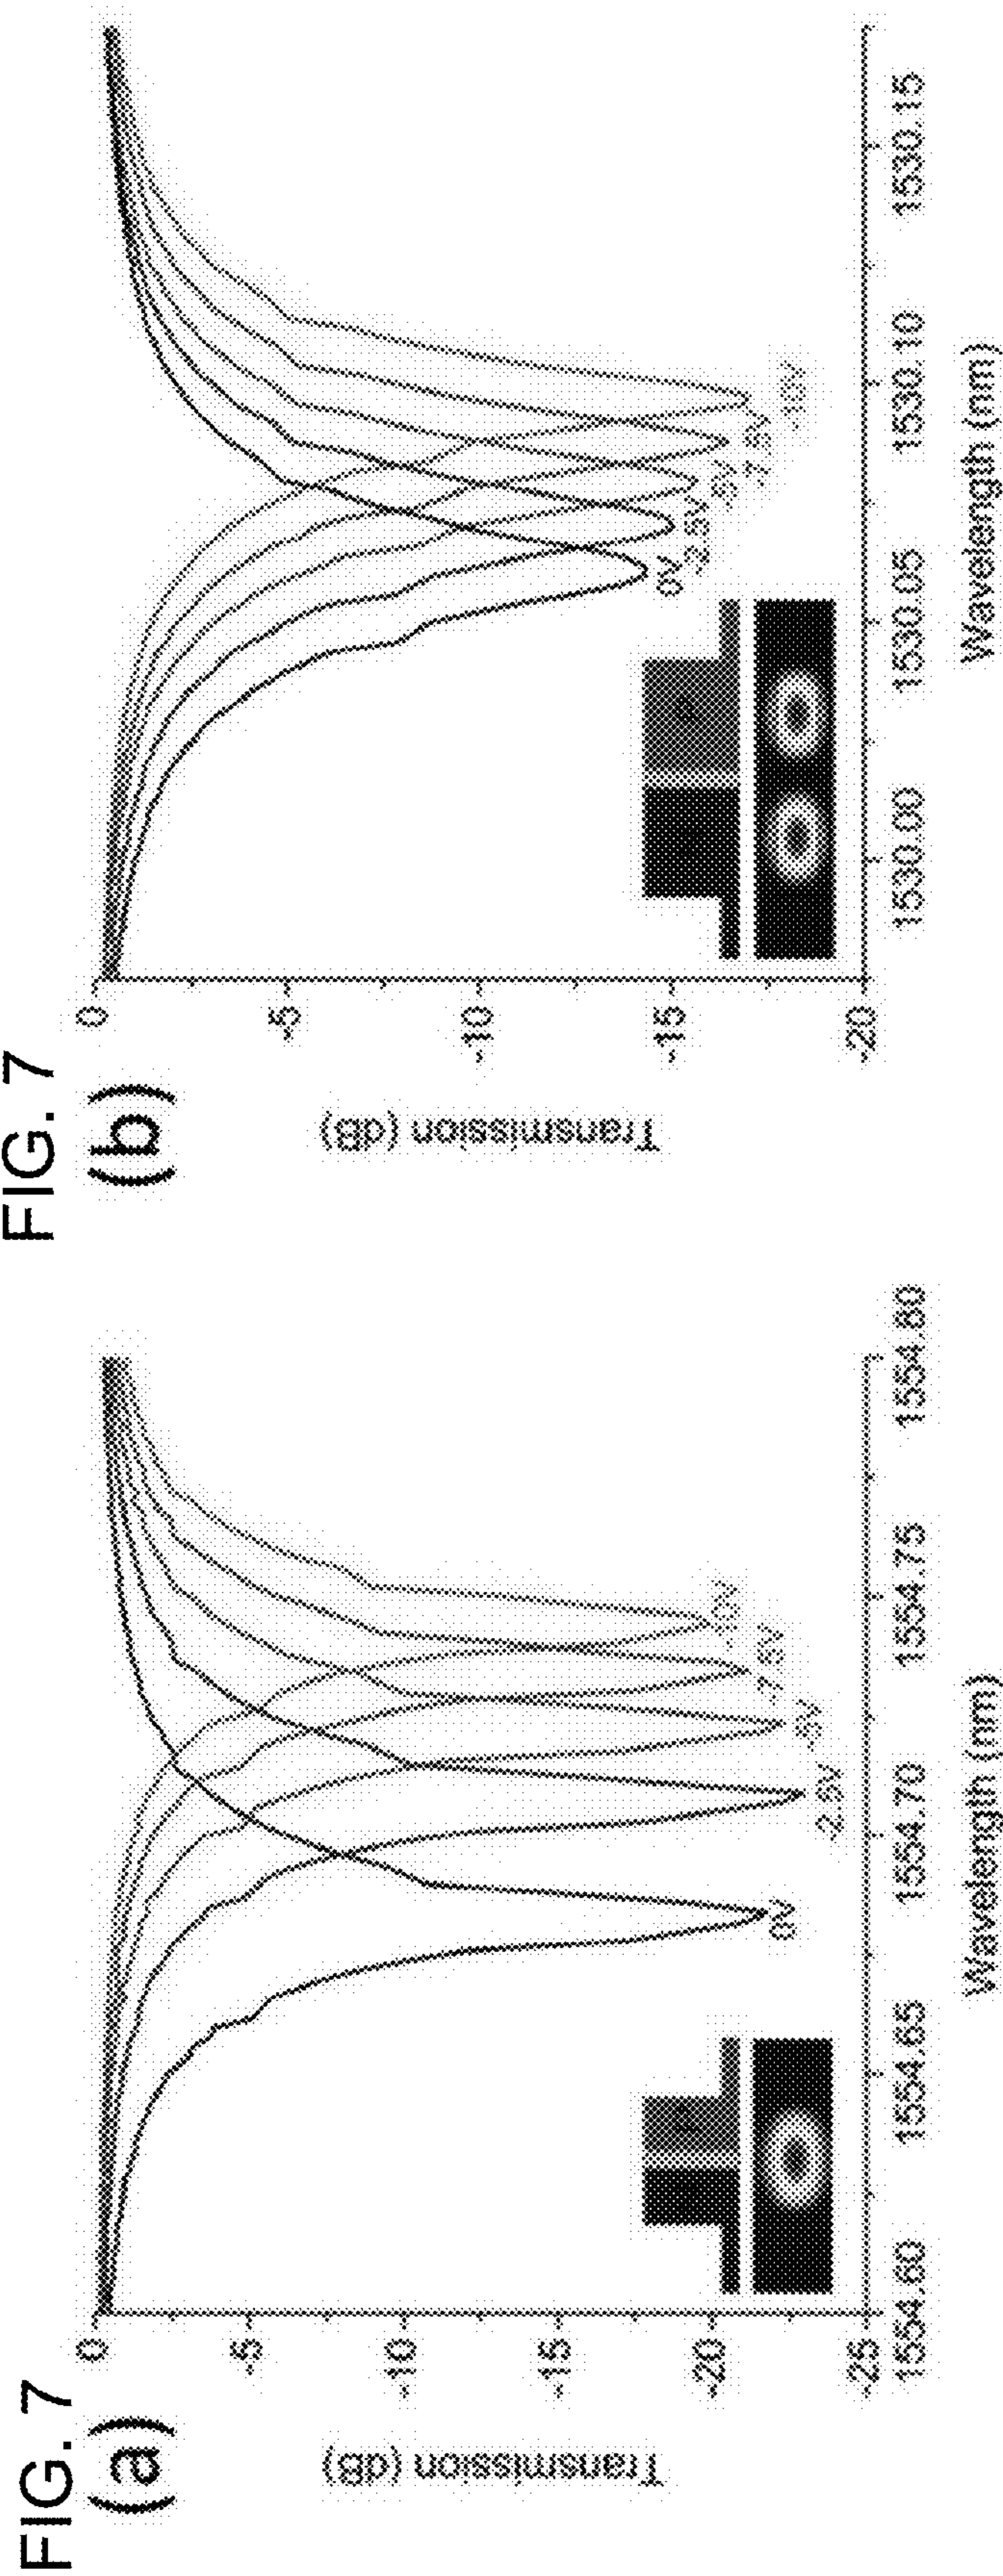 FIG. 7
(a)
Transmission (dB)
0
-5
-10
-15
-20
-25
0V
-2.5V
-5V
-7.5V
-10V
1554.60
1554.65
1554.70
1554.75
1554.80
Wavelength (nm)
FIG. 7
(b)
Transmission (dB)
0
-5
-10
-15
-20
0V
-2.5V
-5V
-7.5V
-10V
1530.00
1530.05
1530.10
1530.15
Wavelength (nm)